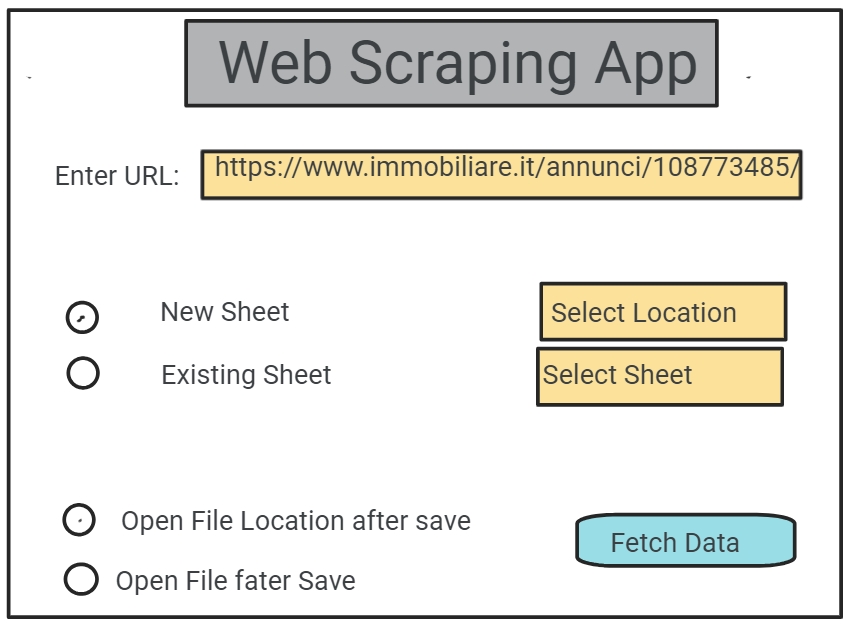 Web Scraping App
Enter URL: https://www.immobiliare.it/annunci/108773485/
New Sheet Select Location
Existing Sheet Select Sheet
Open File Location after save
Fetch Data
Open File fater Save